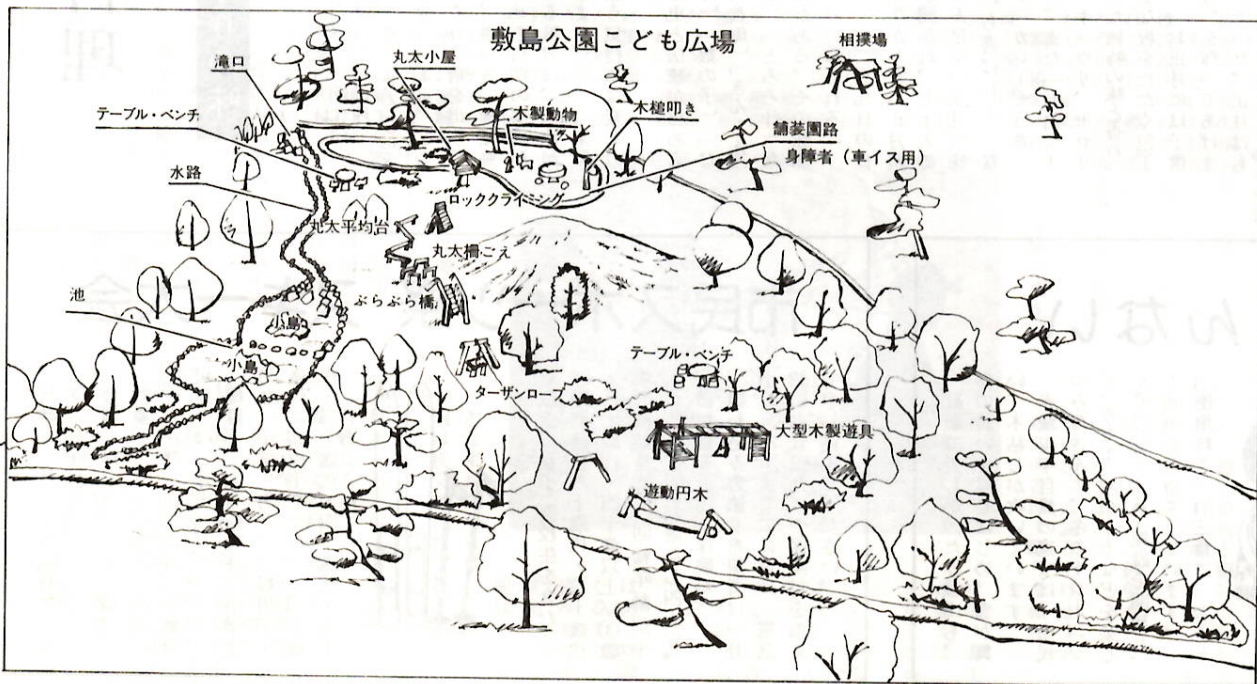 敷島公園こども広場
相撲場
滝口
丸太小屋
テーブル・ベンチ
木製動物
木槌叩き
舗装園路
身障者（車イス用）
水路
ロッククライミング
丸太平均台
丸太柵ごえ
池
ぶらぶら橋
小島
小島
テーブル・ベンチ
ターザンロープ
大型木製遊具
遊動円木
んない